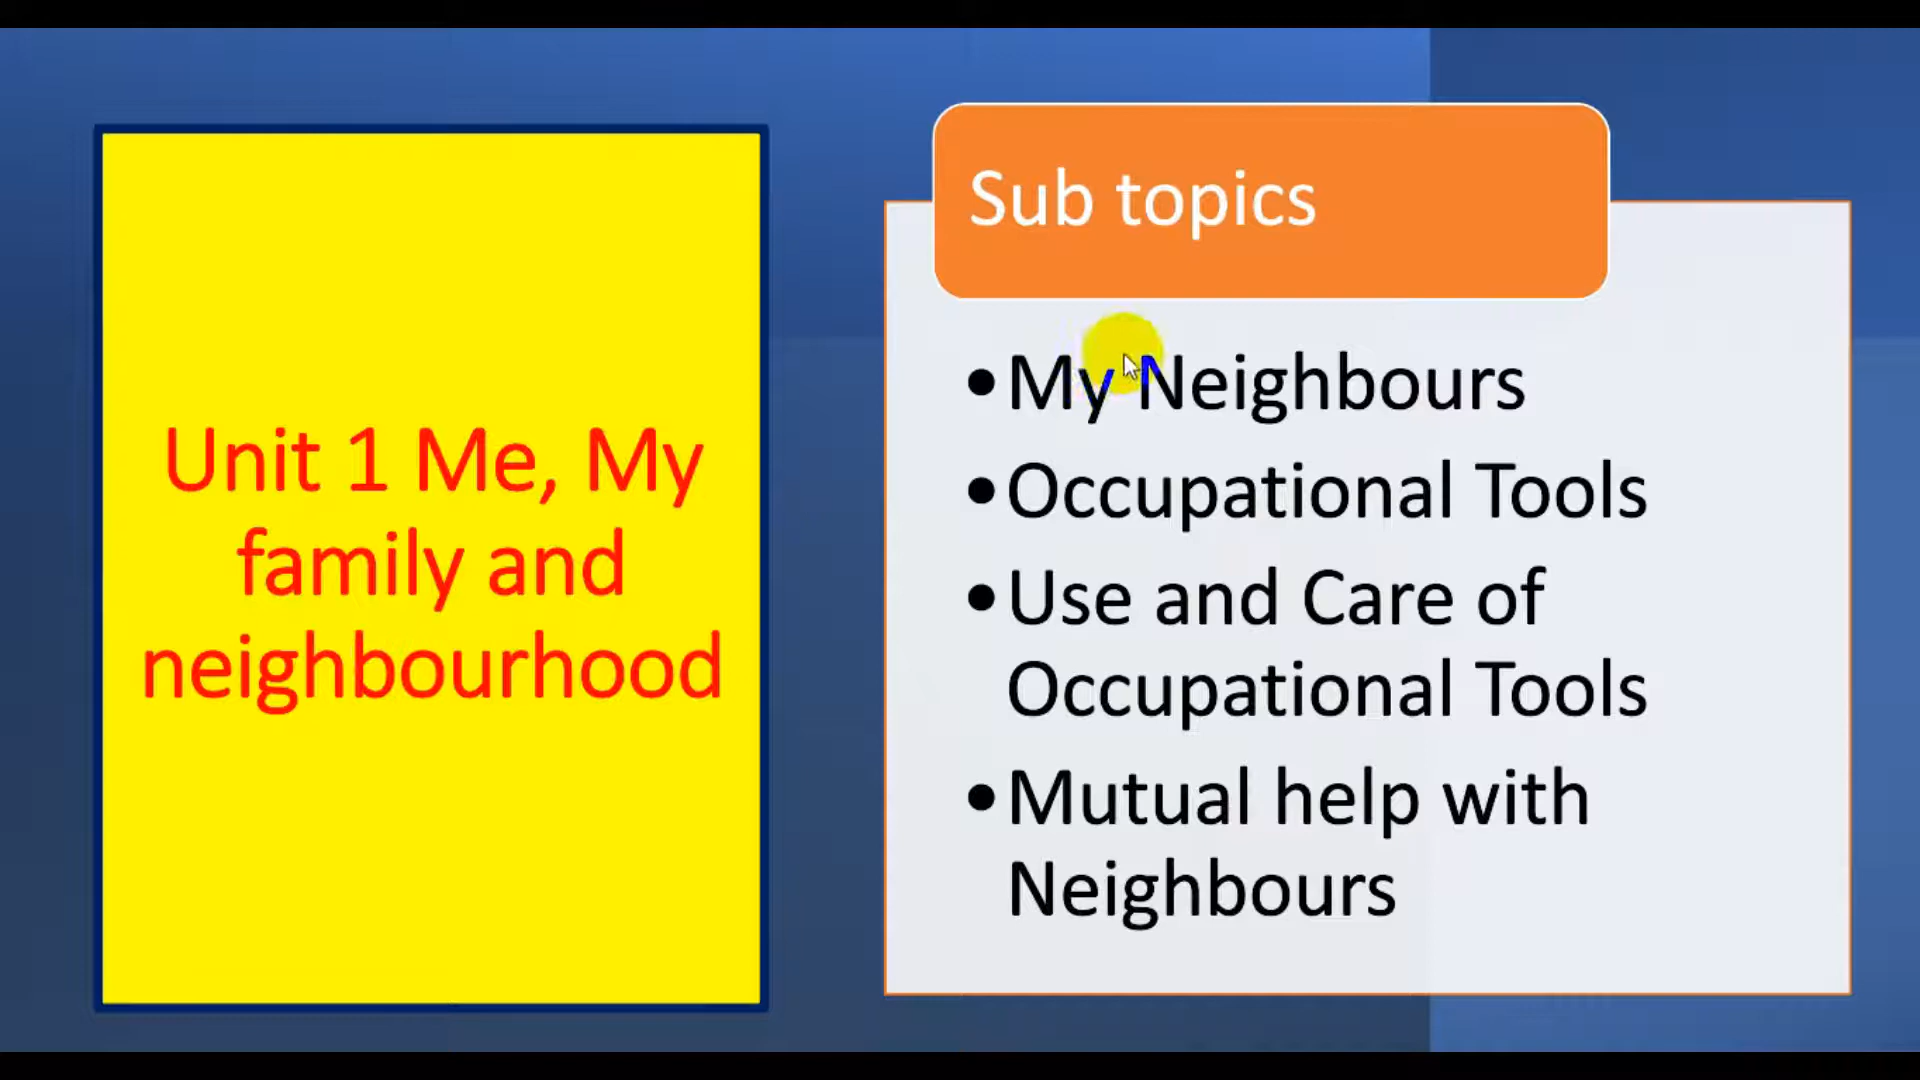 Unit 1 Me, My
family and
neighbourhood
Sub topics
•My Neighbours
•Occupational Tools
•Use and Care of
Occupational Tools
•Mutual help with
Neighbours